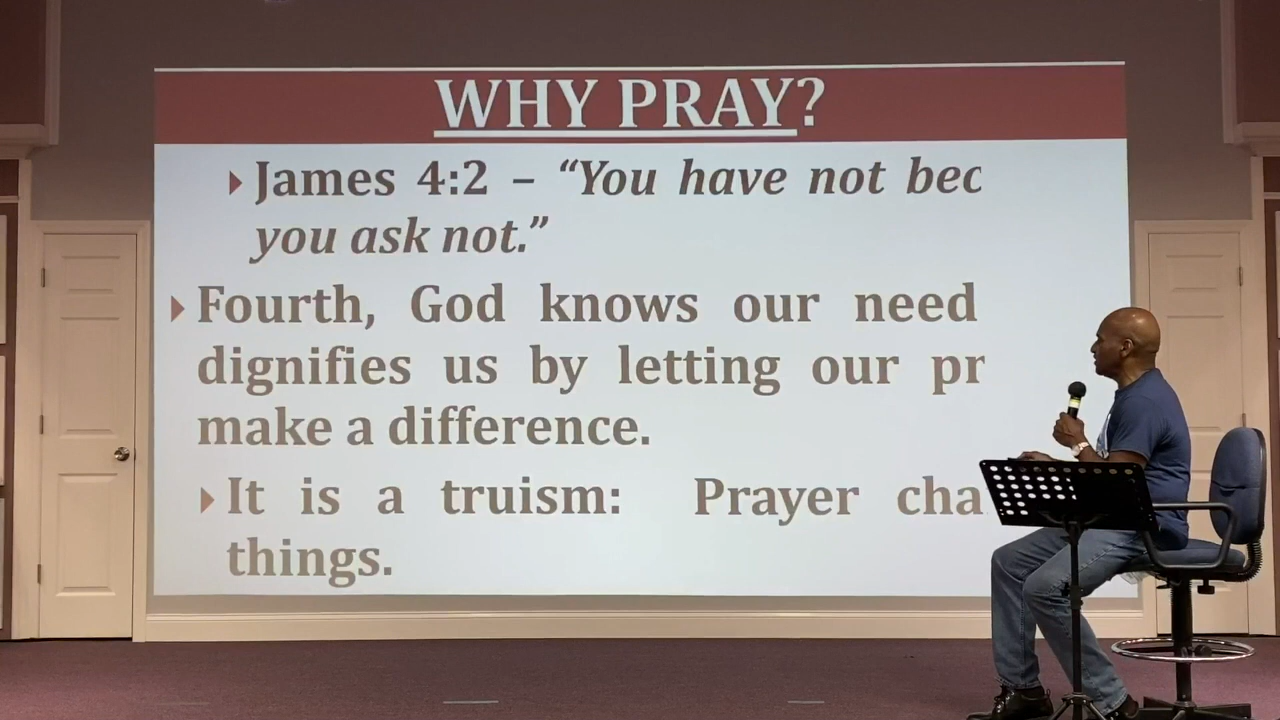 WHY PRAY?
James 4:2 – “You have not bec
you ask not.”
Fourth, God knows our need
dignifies us by letting our pr
make a difference.
It is a truism: Prayer cha
things.